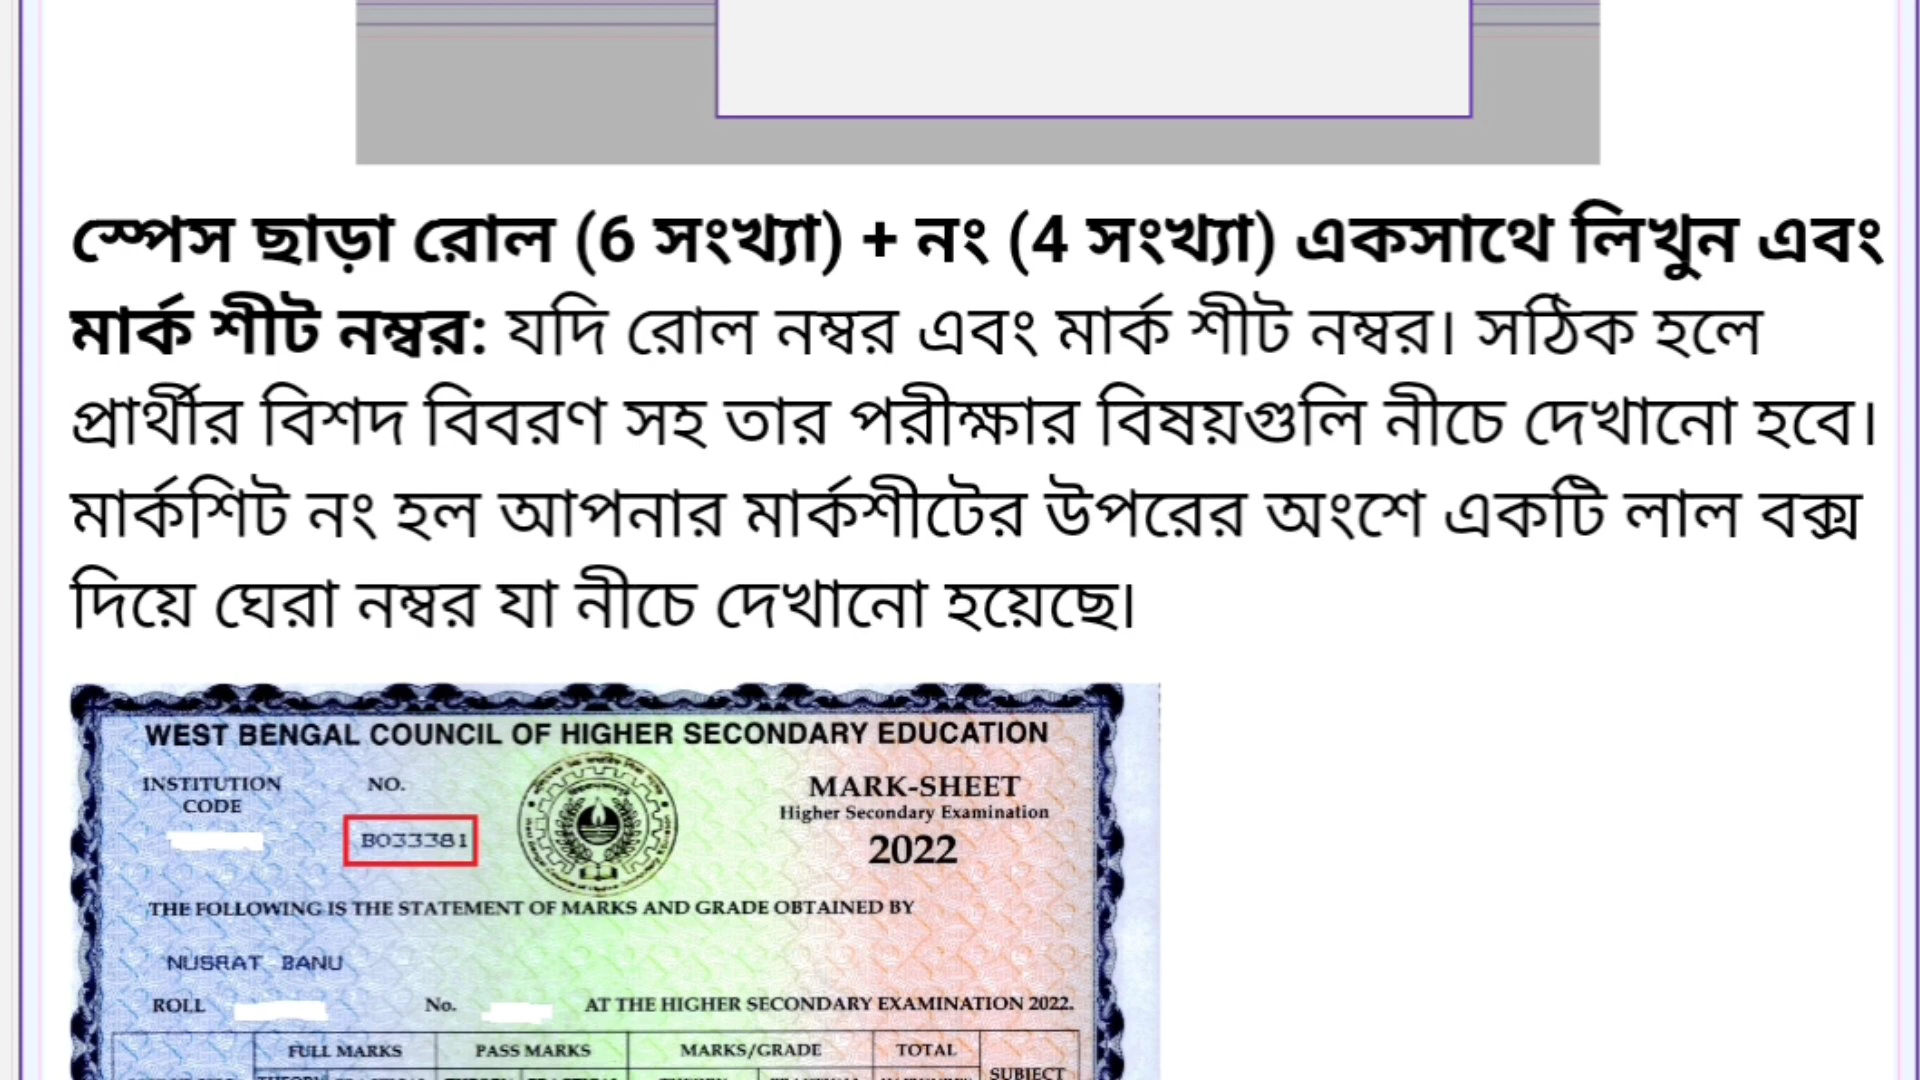 স্পেস ছাড়া রোল (6 সংখ্যা) + নং (4 সংখ্যা) একসাথে লিখুন এবং
মার্ক শীট নম্বর: যদি রোল নম্বর এবং মার্ক শীট নম্বর। সঠিক হলে
প্রার্থীর বিশদ বিবরণ সহ তার পরীক্ষার বিষয়গুলি নীচে দেখানো হবে।
মার্কশিট নং হল আপনার মার্কশীটের উপরের অংশে একটি লাল বক্স
দিয়ে ঘেরা নম্বর যা নীচে দেখানো হয়েছে।
WEST BENGAL COUNCIL OF HIGHER SECONDARY EDUCATION
INSTITUTION CODE
NO.
B033381
MARK-SHEET
Higher Secondary Examination
2022
THE FOLLOWING IS THE STATEMENT OF MARKS AND GRADE OBTAINED BY
NUSRAT BANU
ROLL No. AT THE HIGHER SECONDARY EXAMINATION 2022.
FULL MARKS PASS MARKS MARKS/GRADE TOTAL
SUBJECT